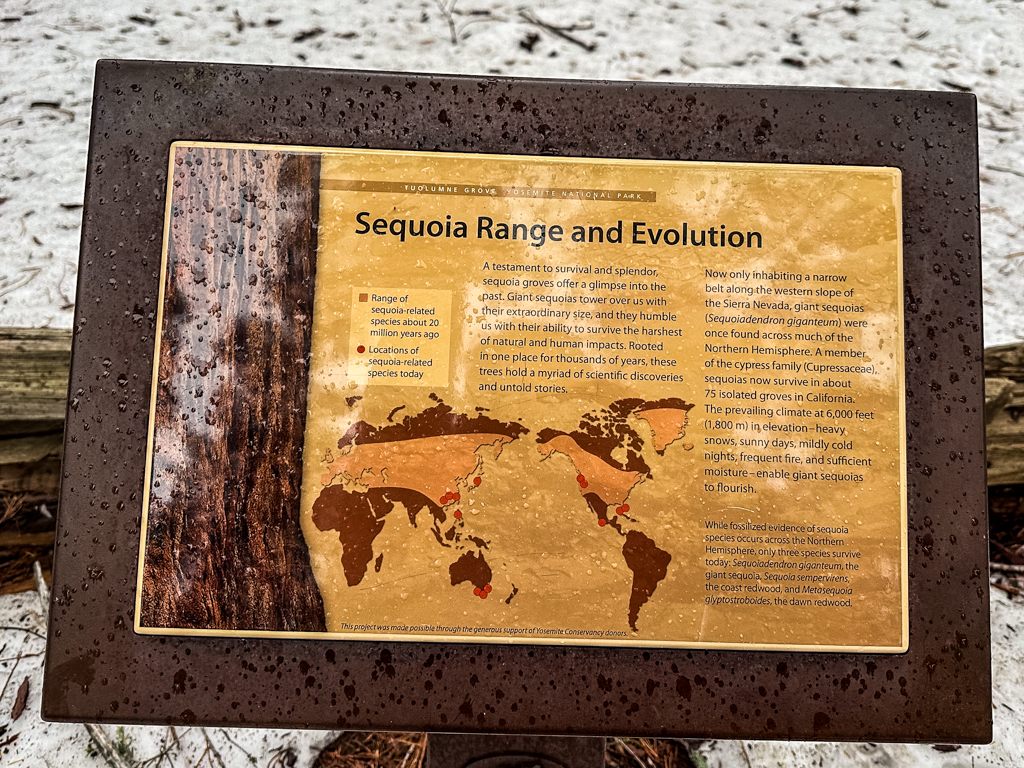 TUOLUMNE GROVE, YOSEMITE NATIONAL PARK
Sequoia Range and Evolution
Range of
sequoia-related
species about 20
million years ago
Locations of
sequoia-related
species today
A testament to survival and splendor,
sequoia groves offer a glimpse into the
past. Giant sequoias tower over us with
their extraordinary size, and they humble
us with their ability to survive the harshest
of natural and human impacts. Rooted
in one place for thousands of years, these
trees hold a myriad of scientific discoveries
and untold stories.
Now only inhabiting a narrow
belt along the western slope of
the Sierra Nevada, giant sequoias
(Sequoiadendron giganteum) were
once found across much of the
Northern Hemisphere. A member
of the cypress family (Cupressaceae),
sequoias now survive in about
75 isolated groves in California.
The prevailing climate at 6,000 feet
(1,800 m) in elevation–heavy
snows, sunny days, mildly cold
nights, frequent fire, and sufficient
moisture–enable giant sequoias
to flourish.
While fossilized evidence of sequoia
species occurs across the Northern
Hemisphere, only three species survive
today: Sequoiadendron giganteum, the
giant sequoia, Sequoia sempervirens,
the coast redwood, and Metasequoia
glyptostroboides, the dawn redwood.
This project was made possible through the generous support of Yosemite Conservancy donors.